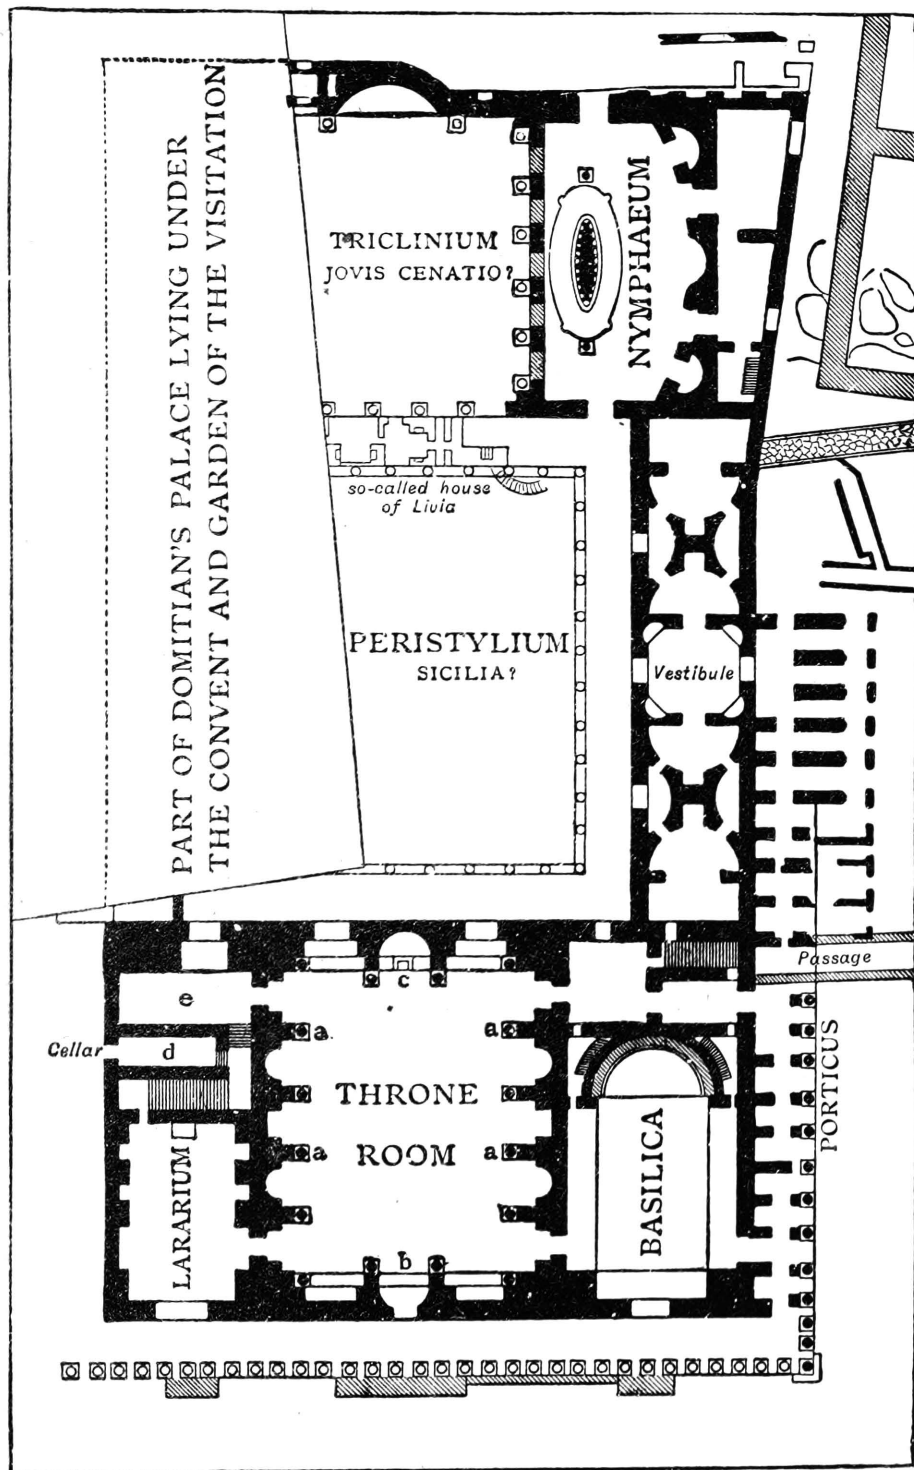 PART OF DOMITIAN'S PALACE LYING UNDER
THE CONVENT AND GARDEN OF THE VISITATION
TRICLINIUM
JOVIS CENATIO?
NYMPHAEUM
so-called house
of Livia
PERISTYLIUM
SICILIA?
Vestibule
Passage
c
e
a
a
Cellar
d
THRONE
ROOM
a
a
PORTICUS
LARARIUM
BASILICA
b